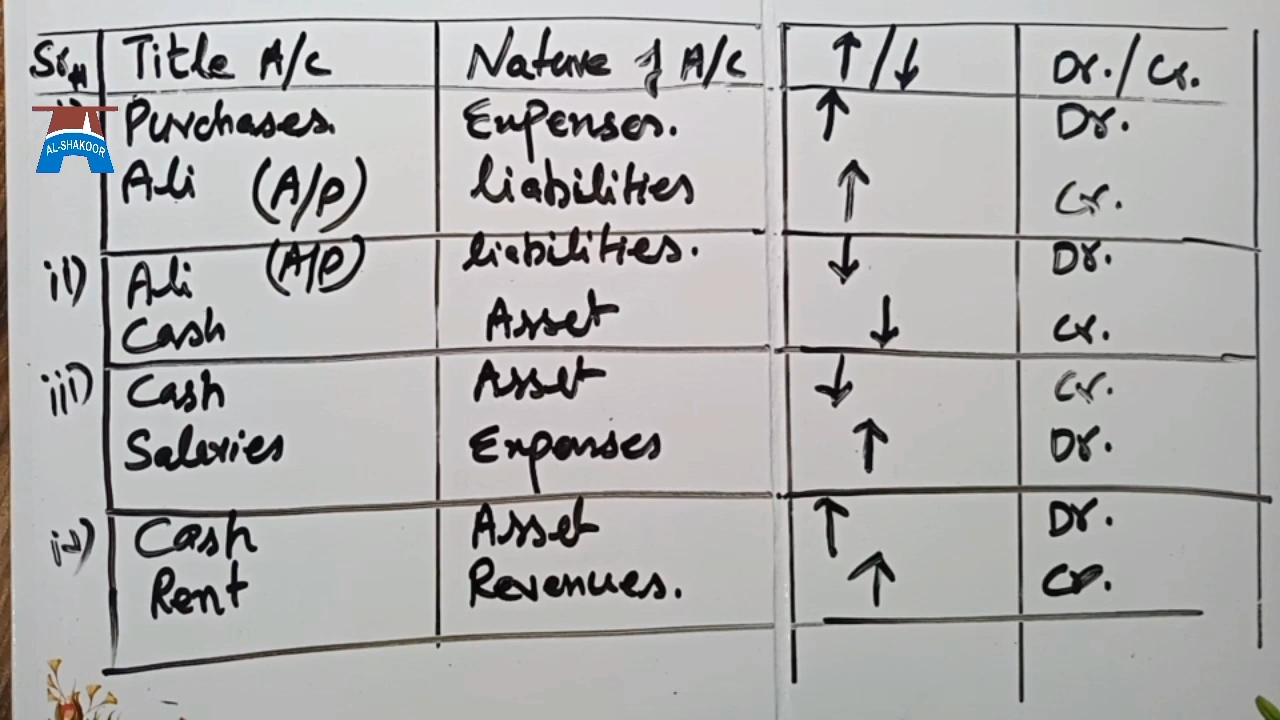 Sr# Title A/C Nature of A/C ↑/↓ Dr./Cr.
i) Purchases. Expenses. ↑ Dr.
AL-SHAKOOR
Ali (A/P) liabilities ↑ Cr.
ii) Ali (A/P) liabilities. ↓ Dr.
Cash Asset ↓ Cr.
iii) Cash Asset ↓ Cr.
Salaries Expenses ↑ Dr.
iv) Cash Asset ↑ Dr.
Rent Revenues. ↑ Cr.